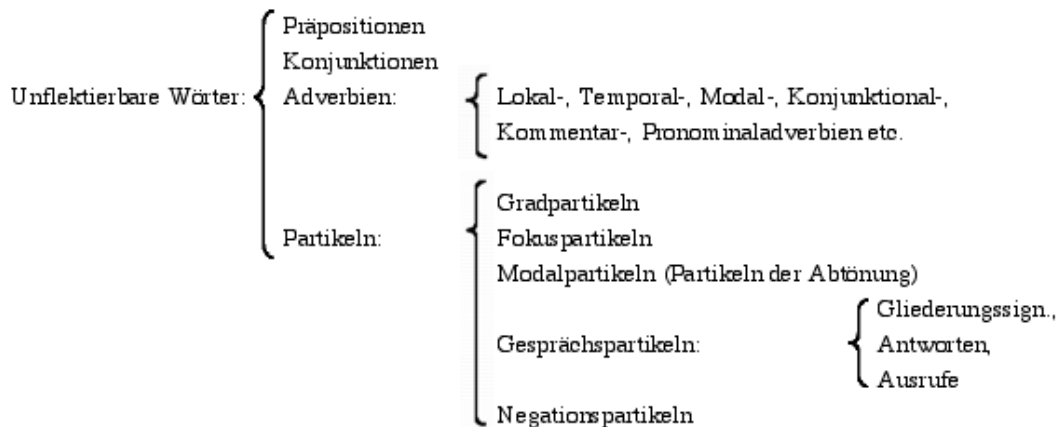 Präpositionen
Konjunktionen
Unflektierbare Wörter: Adverbien: Lokal-, Temporal-, Modal-, Konjunktional-,
Kommentar-, Pronominaladverbien etc.
Gradpartikeln
Partikeln: Fokuspartikeln
Modalpartikeln (Partikeln der Abtönung)
Gliederungssign.,
Gesprächspartikeln: Antworten,
Ausrufe
Negationspartikeln